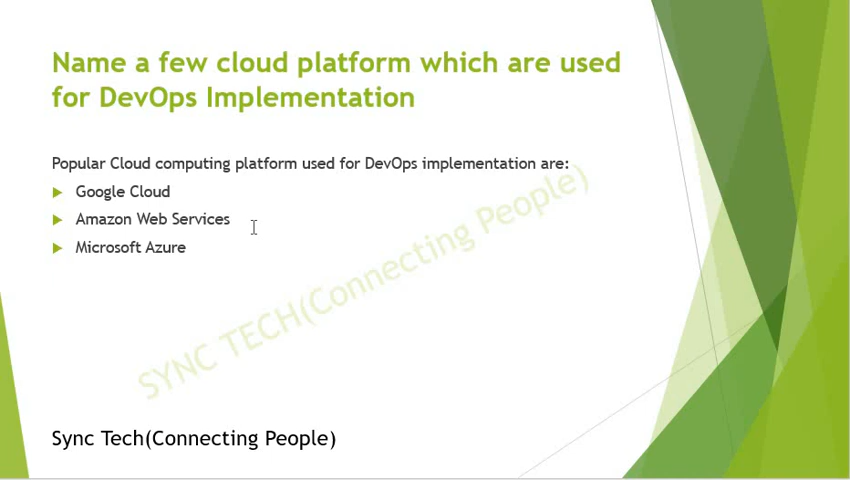 Name a few cloud platform which are used
for DevOps Implementation
Popular Cloud computing platform used for DevOps implementation are:
Google Cloud
Amazon Web Services
Microsoft Azure
SYNC TECH(Connecting People)
Sync Tech(Connecting People)